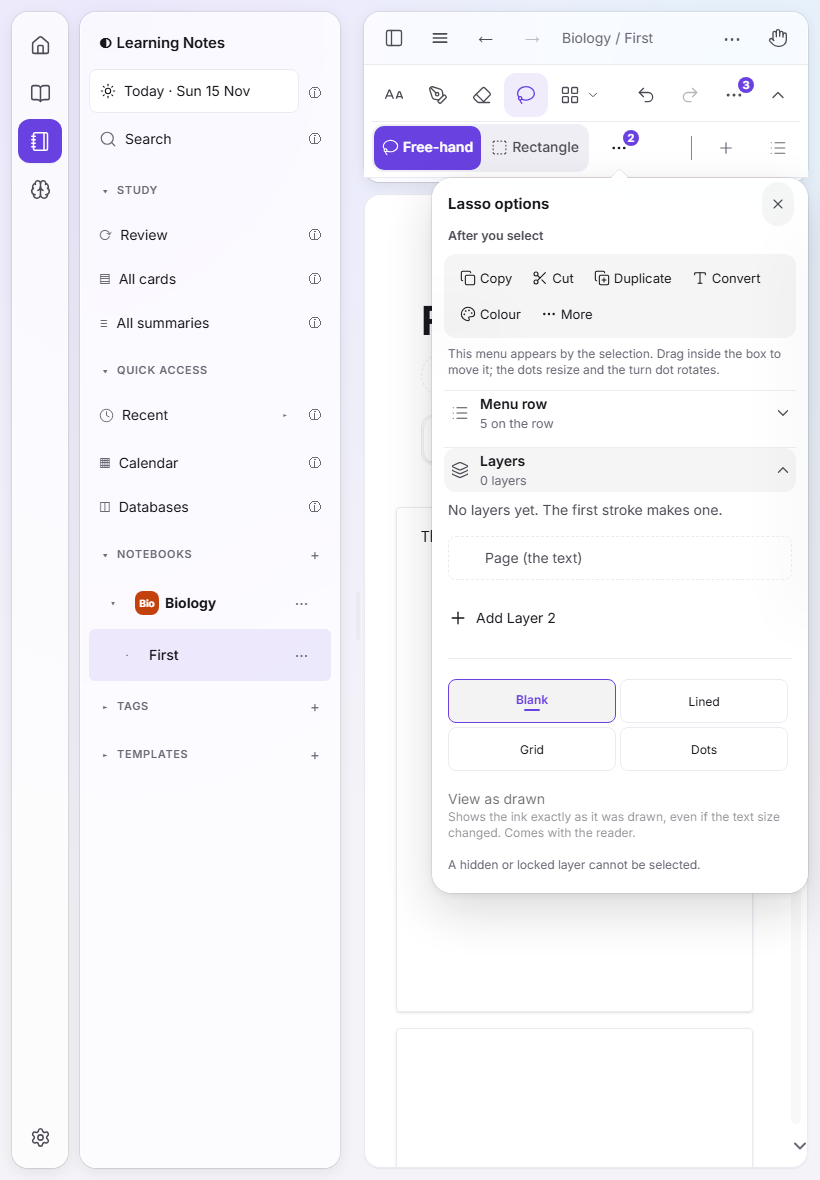 Learning Notes
Today · Sun 15 Nov
Search
STUDY
Review
All cards
All summaries
QUICK ACCESS
Recent
Calendar
Databases
NOTEBOOKS
Bio Biology
First
TAGS
TEMPLATES
Biology / First
AA
3
Free-hand
Rectangle
2
Lasso options
After you select
Copy
Cut
Duplicate
Convert
Colour
More
This menu appears by the selection. Drag inside the box to
move it; the dots resize and the turn dot rotates.
Menu row
5 on the row
Layers
0 layers
No layers yet. The first stroke makes one.
Page (the text)
Add Layer 2
Blank
Lined
Grid
Dots
View as drawn
Shows the ink exactly as it was drawn, even if the text size
changed. Comes with the reader.
A hidden or locked layer cannot be selected.